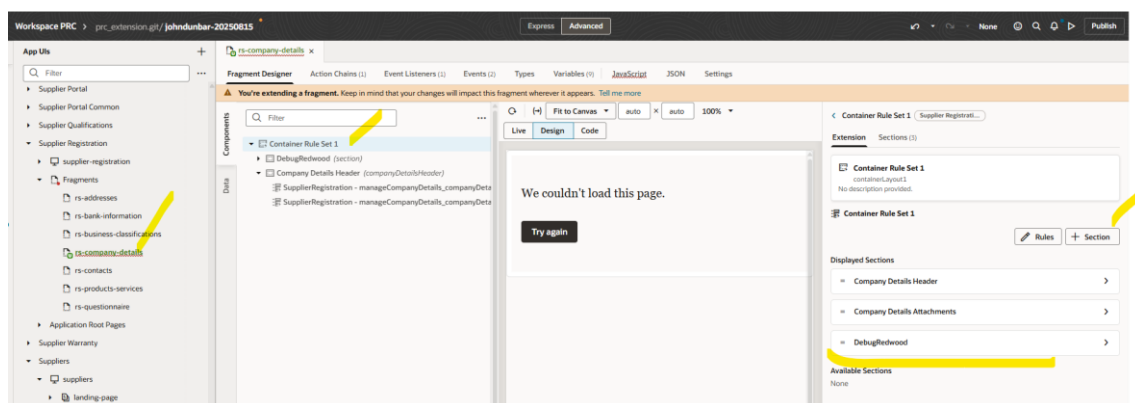 Workspace PRC > prc_extension.git/ johndunbar-20250815
Express Advanced
None
Publish
App UIs
Filter
Supplier Portal
Supplier Portal Common
Supplier Qualifications
Supplier Registration
supplier-registration
Fragments
rs-addresses
rs-bank-information
rs-business-classifications
rs-company-details
rs-contacts
rs-products-services
rs-questionnaire
Application Root Pages
Supplier Warranty
Suppliers
suppliers
landing-page
rs-company-details ×
Fragment Designer Action Chains (1) Event Listeners (1) Events (2) Types Variables (9) JavaScript JSON Settings
You're extending a fragment. Keep in mind that your changes will impact this fragment wherever it appears. Tell me more
Components
Data
Filter
Container Rule Set 1
DebugRedwood (section)
Company Details Header (companyDetailsHeader)
SupplierRegistration - manageCompanyDetails_companyDeta
SupplierRegistration - manageCompanyDetails_companyDeta
Fit to Canvas auto × auto 100%
Live Design Code
We couldn't load this page.
Try again
Container Rule Set 1 Supplier Registrati...
Extension Sections (3)
Container Rule Set 1
containerLayout1
No description provided.
Container Rule Set 1
Rules + Section
Displayed Sections
Company Details Header
Company Details Attachments
DebugRedwood
Available Sections
None